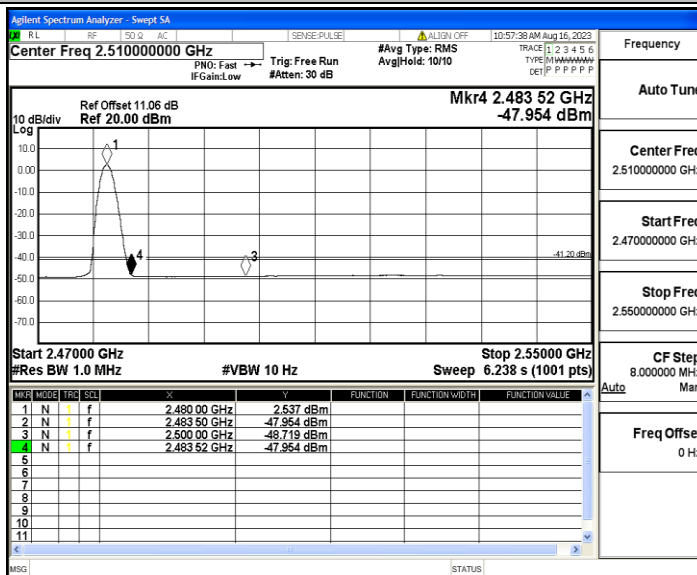 Agilent Spectrum Analyzer - Swept SA
RL RF 50 Ω AC SENSE:PULSE ALIGN OFF 10:57:38 AM Aug 16, 2023
Center Freq 2.510000000 GHz
PNO: Fast
IFGain:Low
Trig: Free Run
#Atten: 30 dB
#Avg Type: RMS
Avg|Hold: 10/10
TRACE 1 2 3 4 5 6
TYPE M
DET P P P P P P
Ref Offset 11.06 dB
10 dB/div Ref 20.00 dBm
Log
Mkr4 2.483 52 GHz
-47.954 dBm
10.0
0.00
-10.0
-20.0
-30.0
-40.0
-50.0
-60.0
-70.0
1
4
3
-41.20 dBm
Start 2.47000 GHz Stop 2.55000 GHz
#Res BW 1.0 MHz #VBW 10 Hz Sweep 6.238 s (1001 pts)
MKR MODE TRC SCL X Y FUNCTION FUNCTION WIDTH FUNCTION VALUE
1 N 1 f 2.480 00 GHz 2.537 dBm
2 N 1 f 2.483 50 GHz -47.954 dBm
3 N 1 f 2.500 00 GHz -48.719 dBm
4 N 1 f 2.483 52 GHz -47.954 dBm
5
6
7
8
9
10
11
MSG STATUS
Frequency
Auto Tune
Center Freq
2.510000000 GHz
Start Freq
2.470000000 GHz
Stop Freq
2.550000000 GHz
CF Step
8.000000 MHz
Auto Man
Freq Offset
0 Hz